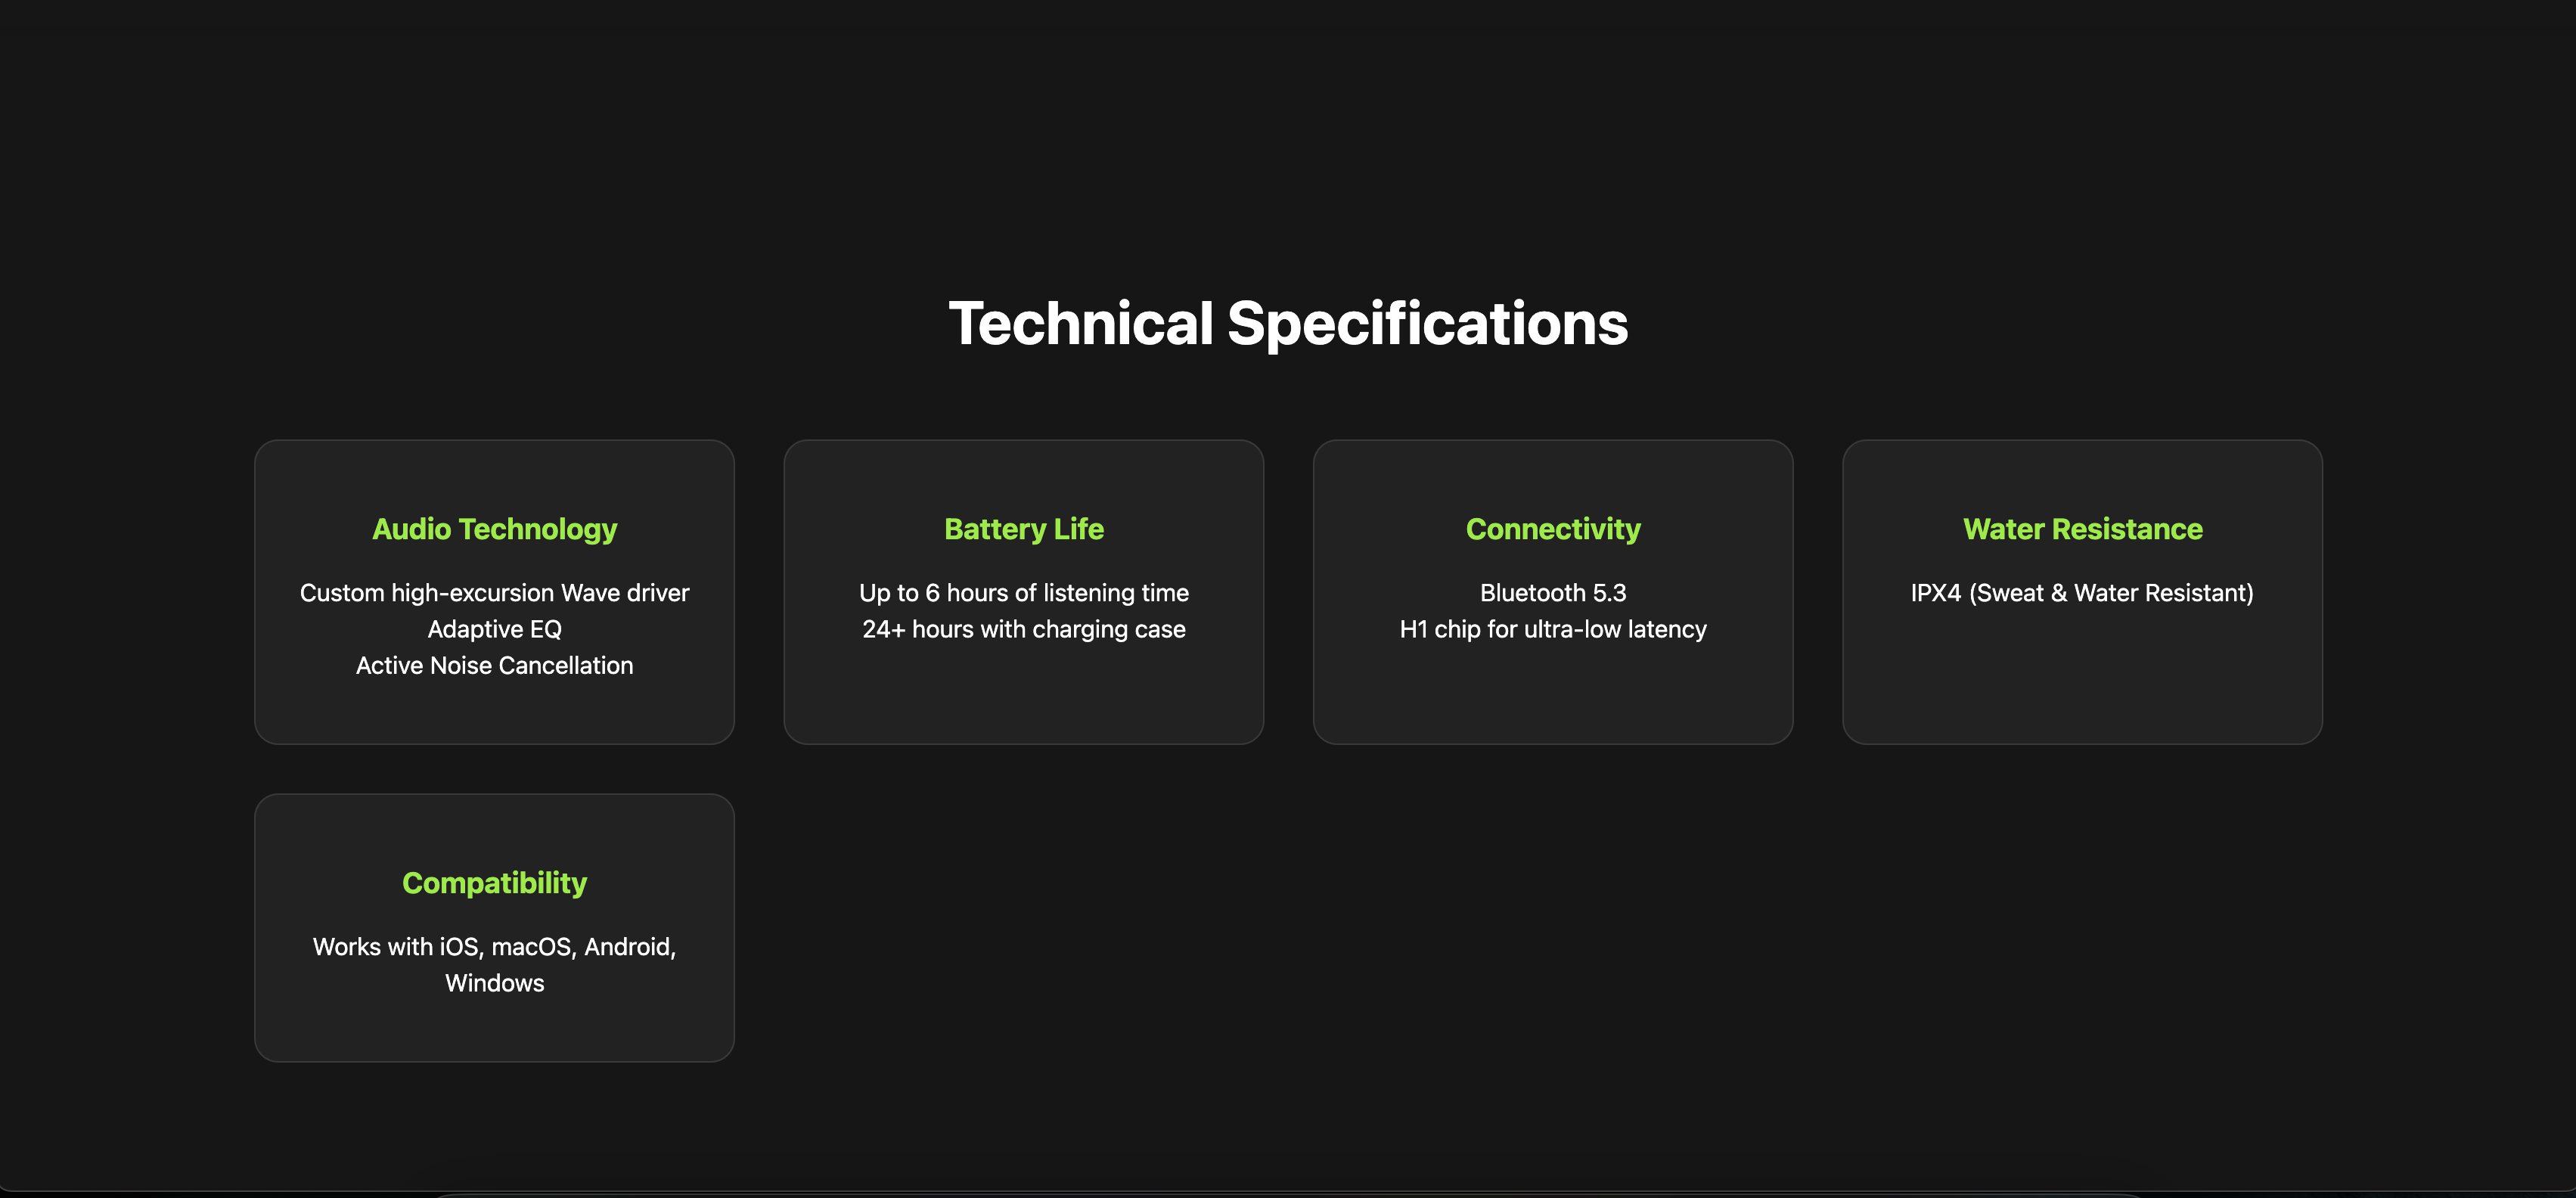 Technical Specifications
Audio Technology
Custom high-excursion Wave driver
Adaptive EQ
Active Noise Cancellation
Battery Life
Up to 6 hours of listening time
24+ hours with charging case
Connectivity
Bluetooth 5.3
H1 chip for ultra-low latency
Water Resistance
IPX4 (Sweat & Water Resistant)
Compatibility
Works with iOS, macOS, Android,
Windows